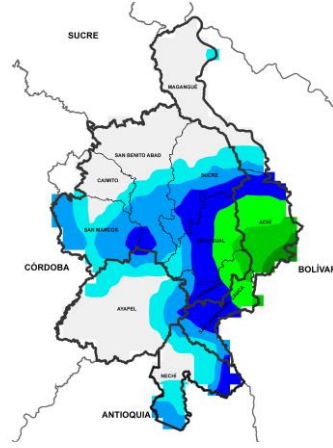 SUCRE
MAGANGUÉ
SAN BENITO ABAD
SUCRE
CAIMITO
ACHÍ
SAN MARCOS
CÓRDOBA
BOLÍVAR
AYAPEL
NECHÍ
ANTIOQUIA